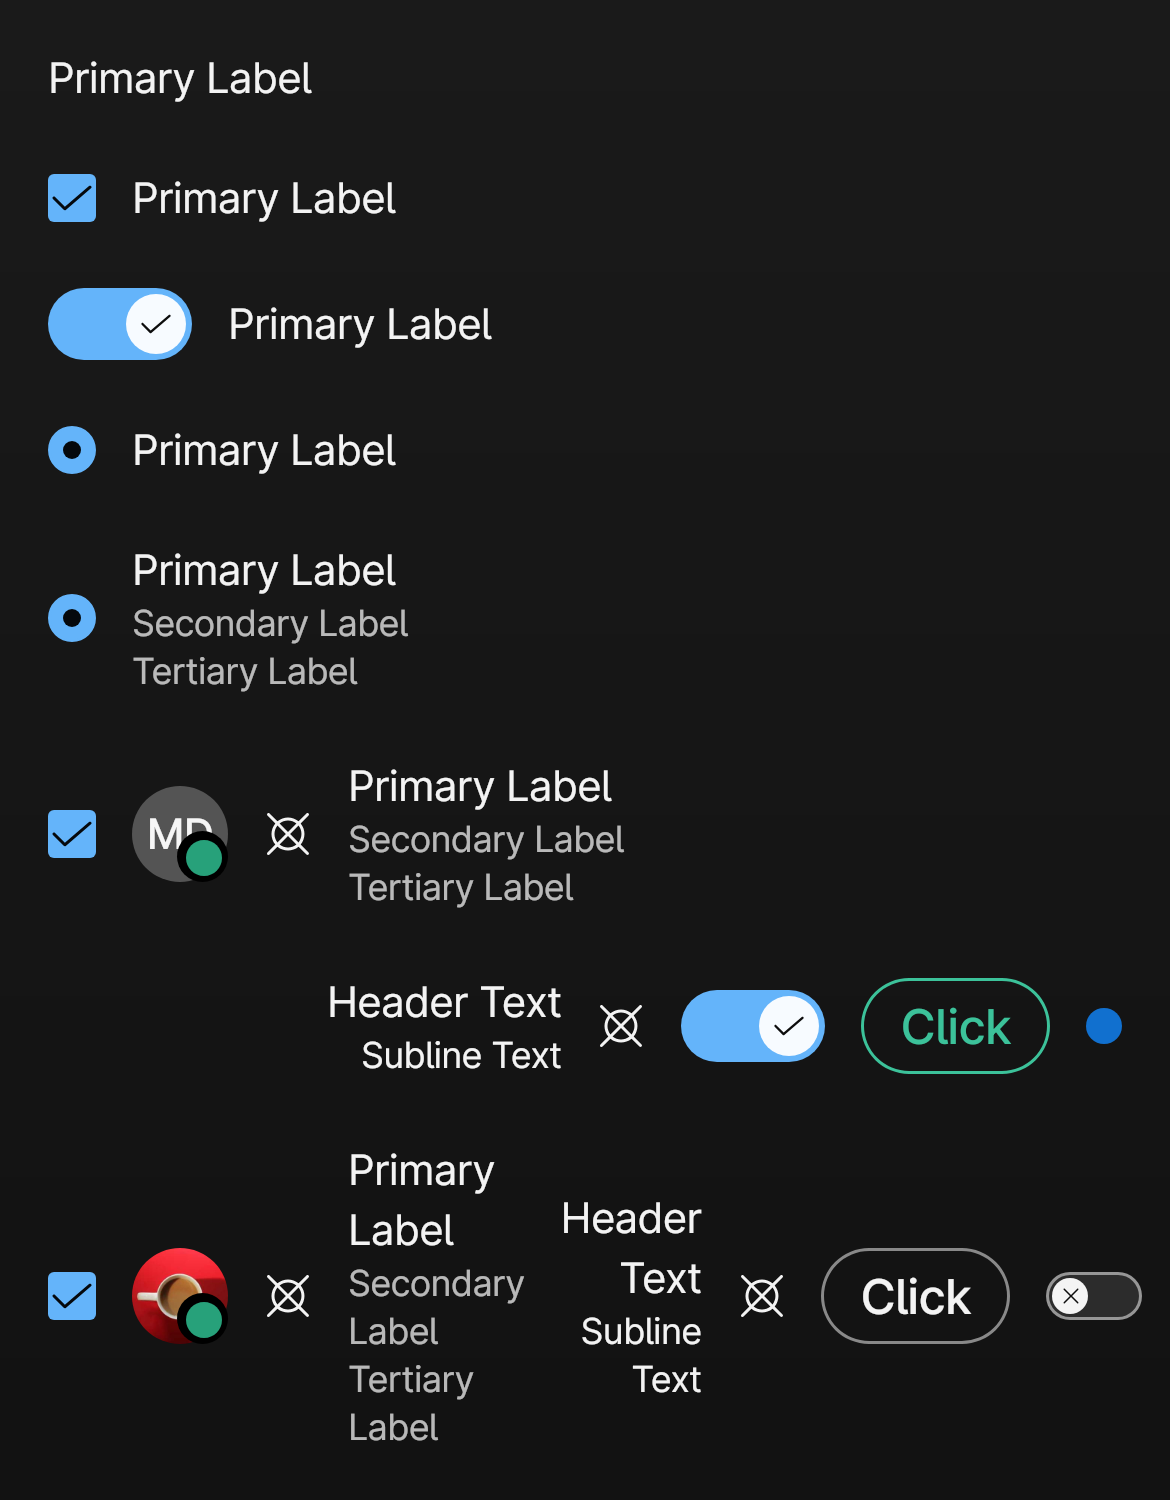 Primary Label
Primary Label
Primary Label
Primary Label
Primary Label
Secondary Label
Tertiary Label
MD
Primary Label
Secondary Label
Tertiary Label
Header Text
Subline Text
Click
Primary
Label
Secondary
Label
Tertiary
Label
Header
Text
Subline
Text
Click